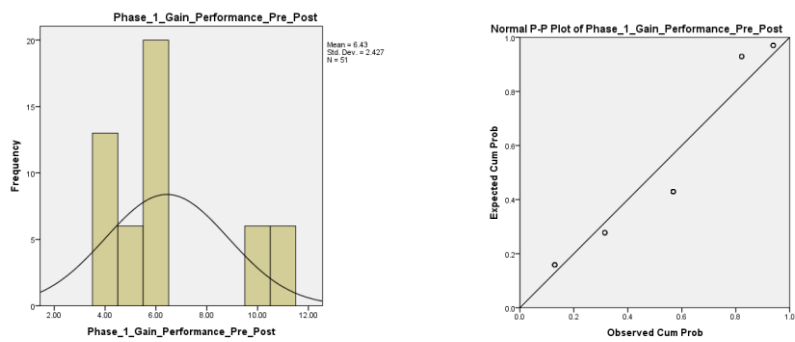 Phase_1_Gain_Performance_Pre_Post
Mean = 6.43
Std. Dev. = 2.427
N = 51
20
15
10
5
0
Frequency
2.00 4.00 6.00 8.00 10.00 12.00
Phase_1_Gain_Performance_Pre_Post
Normal P-P Plot of Phase_1_Gain_Performance_Pre_Post
1.0
0.8
0.6
0.4
0.2
0.0
Expected Cum Prob
0.0 0.2 0.4 0.6 0.8 1.0
Observed Cum Prob